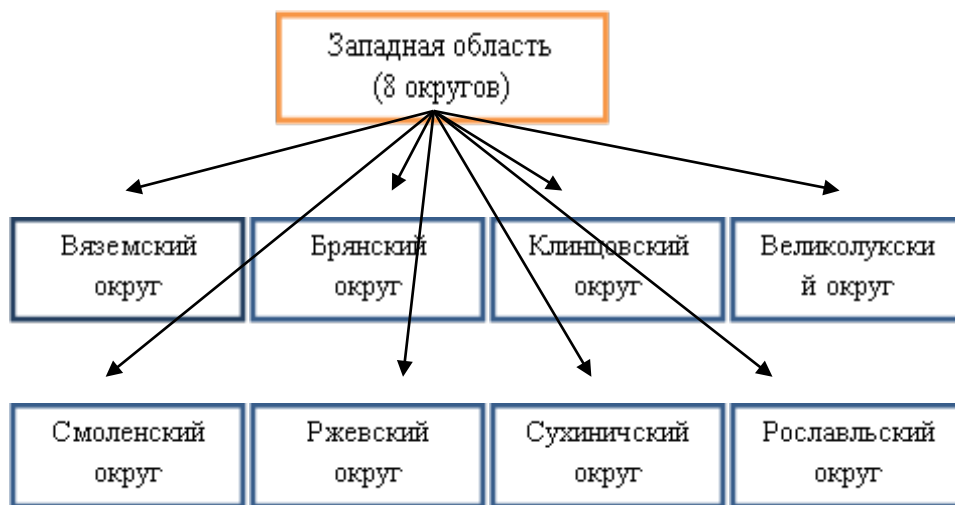 Западная область
(8 округов)
Вяземский
округ
Брянский
округ
Клинцовский
округ
Великолукски
й округ
Смоленский
округ
Ржевский
округ
Сухиничский
округ
Рославльский
округ